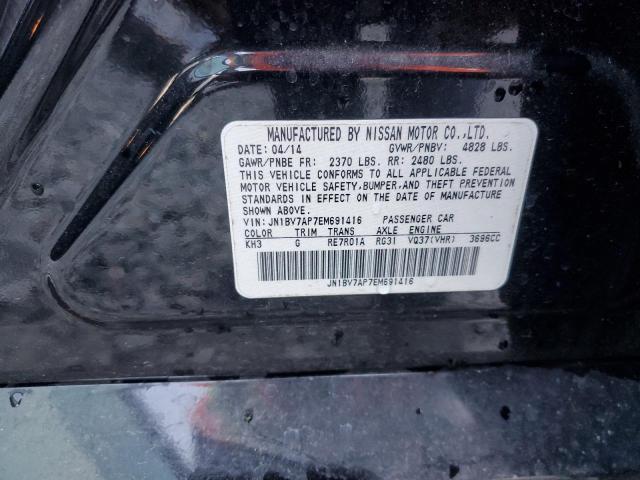 MANUFACTURED BY NISSAN MOTOR CO.,LTD.
DATE: 04/14 GVWR/PNBV: 4828 LBS.
GAWR/PNBE FR: 2370 LBS. RR: 2480 LBS.
THIS VEHICLE CONFORMS TO ALL APPLICABLE FEDERAL
MOTOR VEHICLE SAFETY, BUMPER, AND THEFT PREVENTION
STANDARDS IN EFFECT ON THE DATE OF MANUFACTURE
SHOWN ABOVE.
VIN: JN1BV7AP7EM691416 PASSENGER CAR
COLOR TRIM TRANS AXLE ENGINE
KH3 G RE7R01A RG31 VQ37(VHR) 3696CC
JN1BV7AP7EM691416